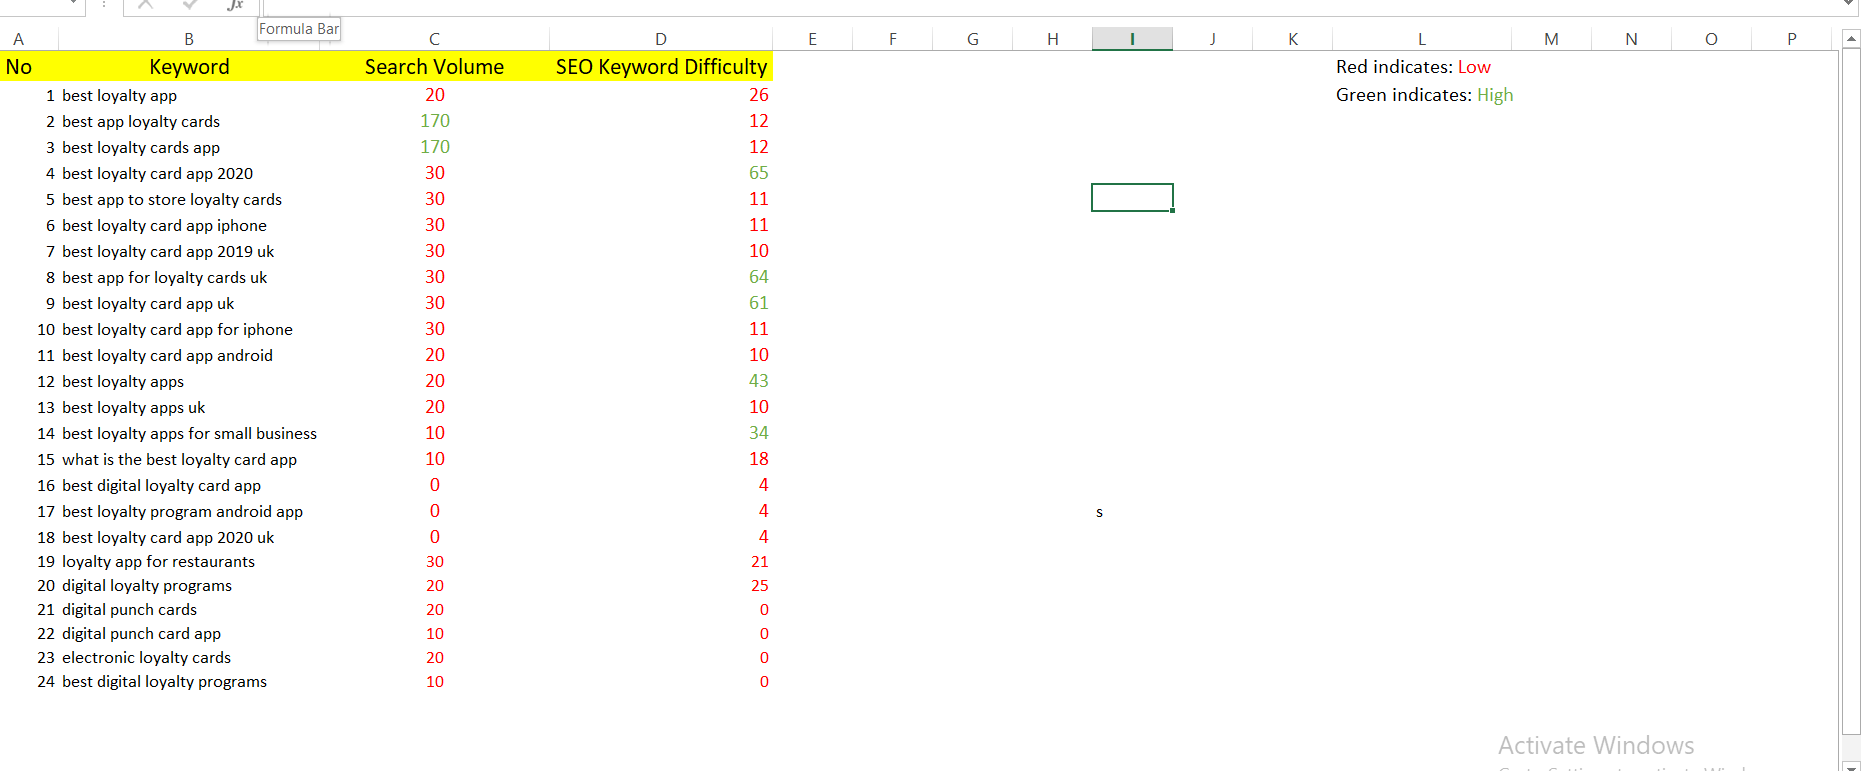 fx
Formula Bar
A B C D E F G H I J K L M N O P
No Keyword Search Volume SEO Keyword Difficulty Red indicates: Low
Green indicates: High
1 best loyalty app 20 26
2 best app loyalty cards 170 12
3 best loyalty cards app 170 12
4 best loyalty card app 2020 30 65
5 best app to store loyalty cards 30 11
6 best loyalty card app iphone 30 11
7 best loyalty card app 2019 uk 30 10
8 best app for loyalty cards uk 30 64
9 best loyalty card app uk 30 61
10 best loyalty card app for iphone 30 11
11 best loyalty card app android 20 10
12 best loyalty apps 20 43
13 best loyalty apps uk 20 10
14 best loyalty apps for small business 10 34
15 what is the best loyalty card app 10 18
16 best digital loyalty card app 0 4
17 best loyalty program android app 0 4 s
18 best loyalty card app 2020 uk 0 4
19 loyalty app for restaurants 30 21
20 digital loyalty programs 20 25
21 digital punch cards 20 0
22 digital punch card app 10 0
23 electronic loyalty cards 20 0
24 best digital loyalty programs 10 0
Activate Windows